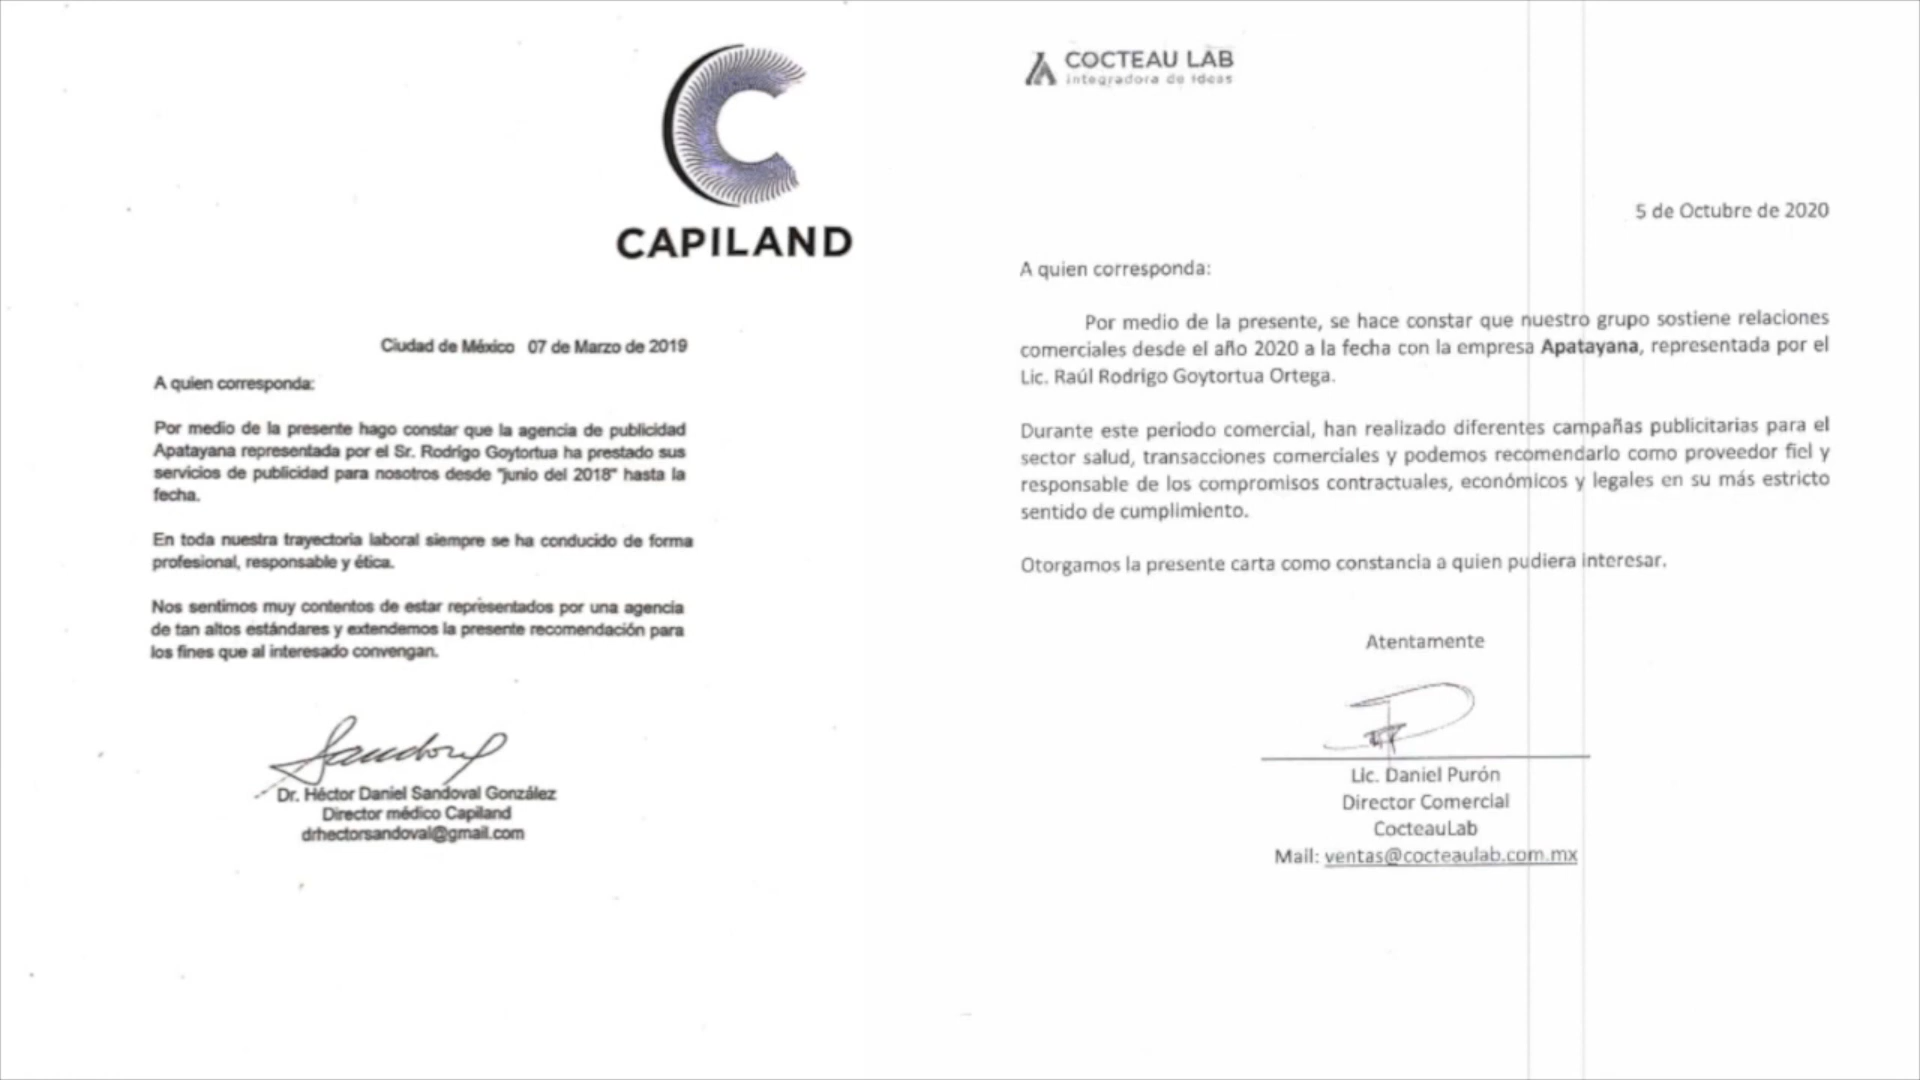 CAPILAND
Ciudad de México 07 de Marzo de 2019
A quien corresponda:
Por medio de la presente hago constar que la agencia de publicidad
Apatayana representada por el Sr. Rodrigo Goytortua ha prestado sus
servicios de publicidad para nosotros desde "junio del 2018" hasta la
fecha.
En toda nuestra trayectoria laboral siempre se ha conducido de forma
profesional, responsable y ética.
Nos sentimos muy contentos de estar representados por una agencia
de tan altos estándares y extendemos la presente recomendación para
los fines que al interesado convengan.
Sandoval
Dr. Héctor Daniel Sandoval González
Director médico Capiland
drhectorsandoval@gmail.com
COCTEAU LAB
integradora de ideas
5 de Octubre de 2020
A quien corresponda:
Por medio de la presente, se hace constar que nuestro grupo sostiene relaciones
comerciales desde el año 2020 a la fecha con la empresa Apatayana, representada por el
Lic. Raúl Rodrigo Goytortua Ortega.
Durante este periodo comercial, han realizado diferentes campañas publicitarias para el
sector salud, transacciones comerciales y podemos recomendarlo como proveedor fiel y
responsable de los compromisos contractuales, económicos y legales en su más estricto
sentido de cumplimiento.
Otorgamos la presente carta como constancia a quien pudiera interesar.
Atentamente
Lic. Daniel Purón
Director Comercial
CocteauLab
Mail: ventas@cocteaulab.com.mx